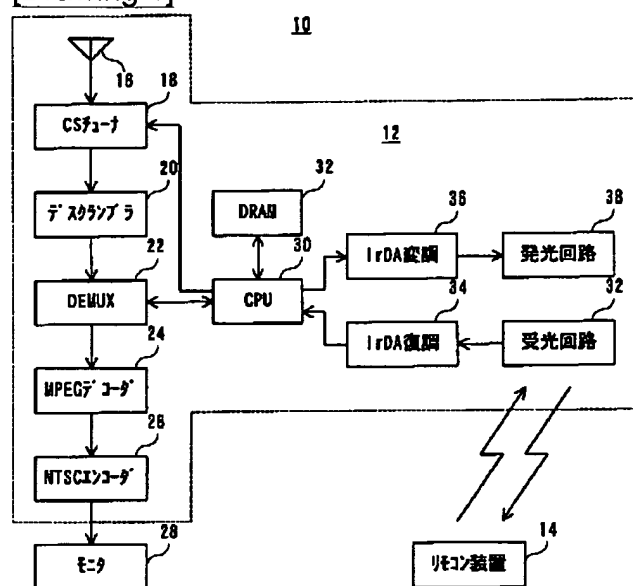 10
16
CSチューナ
18
12
デスクランブラ
20
DRAM
32
IrDA変調
36
発光回路
38
DEMUX
22
CPU
30
IrDA復調
34
受光回路
32
MPEGデコーダ
24
NTSCエンコーダ
26
モニタ
28
リモコン装置
14